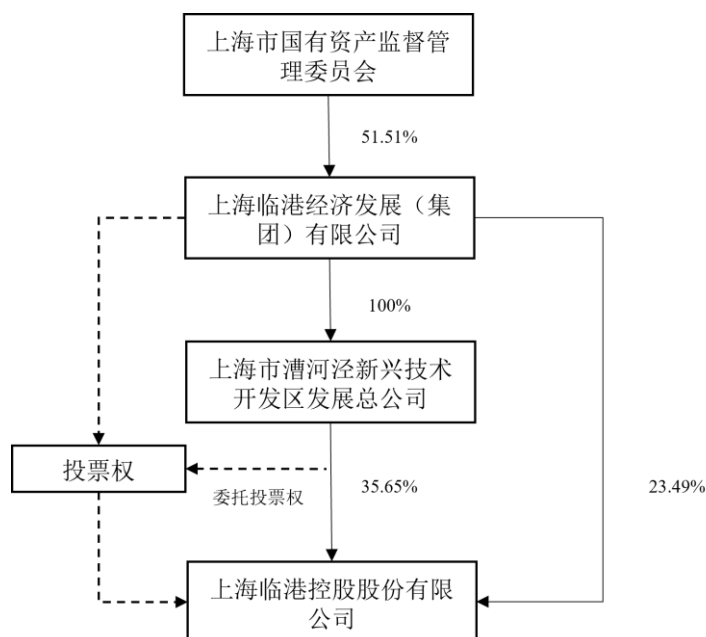 上海市国有资产监督管
理委员会
51.51%
上海临港经济发展（集
团）有限公司
100%
上海市漕河泾新兴技术
开发区发展总公司
投票权
委托投票权
35.65%
23.49%
上海临港控股股份有限
公司